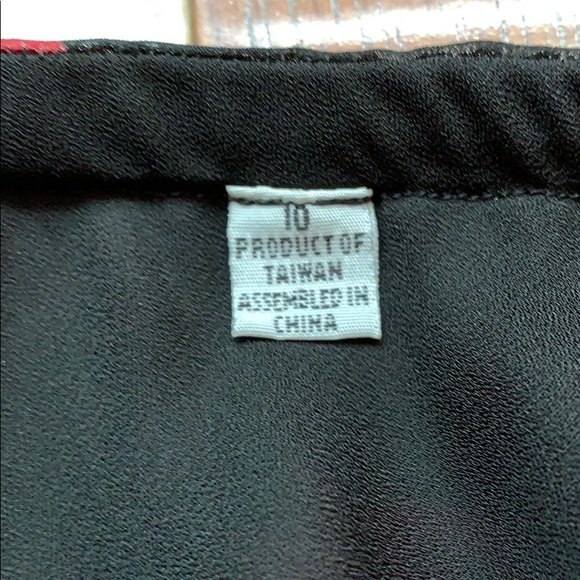 10
PRODUCT OF
TAIWAN
ASSEMBLED IN
CHINA